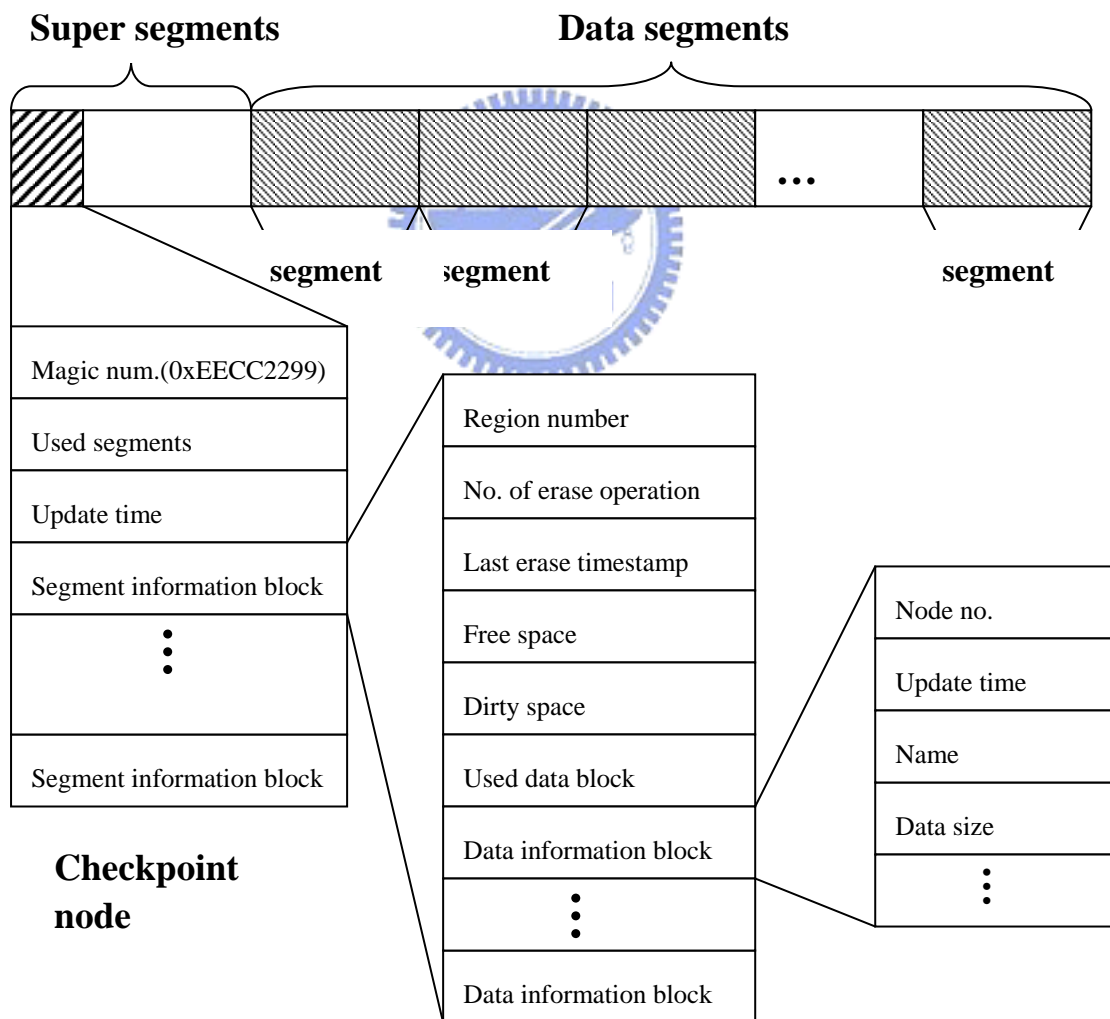 Super segments
Data segments
...
segment
segment
segment
Magic num.(0xEECC2299)
Used segments
Update time
Segment information block
⋮
Segment information block
Checkpoint
node
Region number
No. of erase operation
Last erase timestamp
Free space
Dirty space
Used data block
Data information block
⋮
Data information block
Node no.
Update time
Name
Data size
⋮